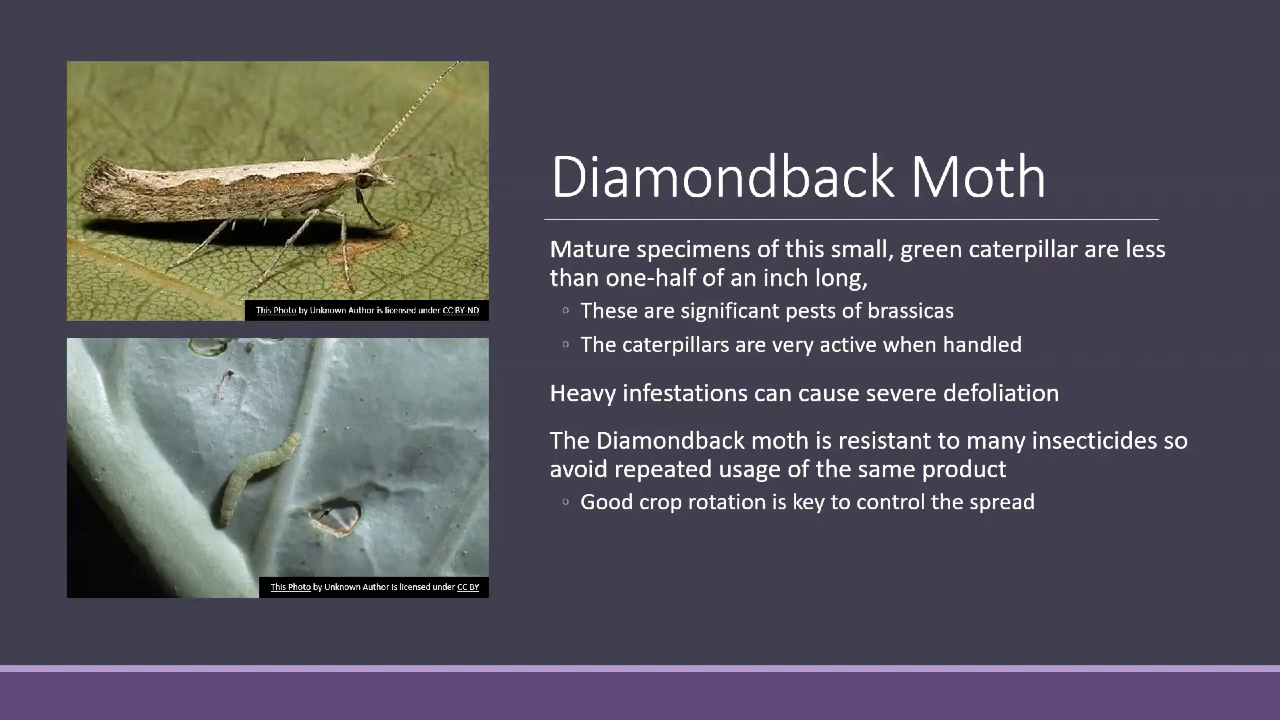 This Photo by Unknown Author is licensed under CC BY-ND
This Photo by Unknown Author is licensed under CC BY
Diamondback Moth
Mature specimens of this small, green caterpillar are less
than one-half of an inch long,
◦ These are significant pests of brassicas
◦ The caterpillars are very active when handled
Heavy infestations can cause severe defoliation
The Diamondback moth is resistant to many insecticides so
avoid repeated usage of the same product
◦ Good crop rotation is key to control the spread